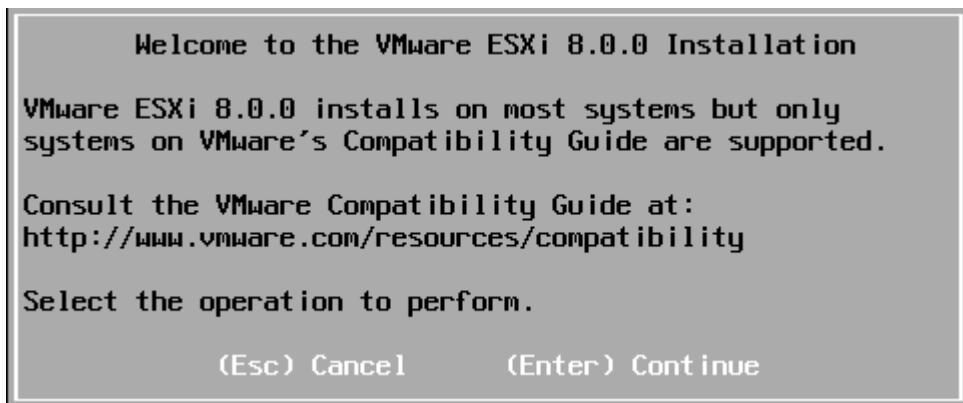 Welcome to the VMware ESXi 8.0.0 Installation
VMware ESXi 8.0.0 installs on most systems but only
systems on VMware's Compatibility Guide are supported.
Consult the VMware Compatibility Guide at:
http://www.vmware.com/resources/compatibility
Select the operation to perform.
(Esc) Cancel (Enter) Continue